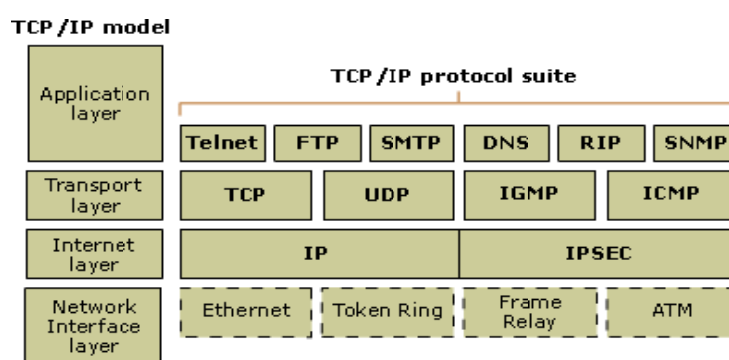 TCP/IP model
Application
layer
TCP/IP protocol suite
Telnet FTP SMTP DNS RIP SNMP
Transport
layer
TCP UDP IGMP ICMP
Internet
layer
IP IPSEC
Network
Interface
layer
Ethernet Token Ring Frame
Relay ATM